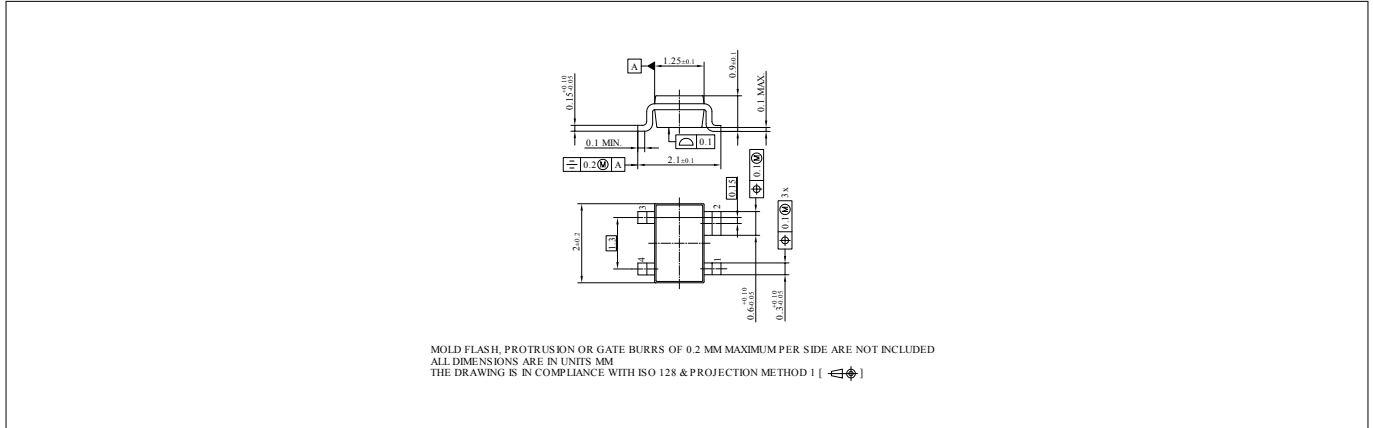 A
1.25±0.1
0.9±0.1
0.15 +0.10 -0.05
0.1 MAX.
0.1 MIN.
0.1
0.2 Ⓜ A
2.1±0.1
0.1Ⓜ
0.15
0.1Ⓜ 3x
3
2
2±0.2
1.3
4
1
0.6 +0.10 -0.05
0.3 +0.10 -0.05
MOLD FLASH, PROTRUSION OR GATE BURRS OF 0.2 MM MAXIMUM PER SIDE ARE NOT INCLUDED
ALL DIMENSIONS ARE IN UNITS MM
THE DRAWING IS IN COMPLIANCE WITH ISO 128 & PROJECTION METHOD 1 [ ]